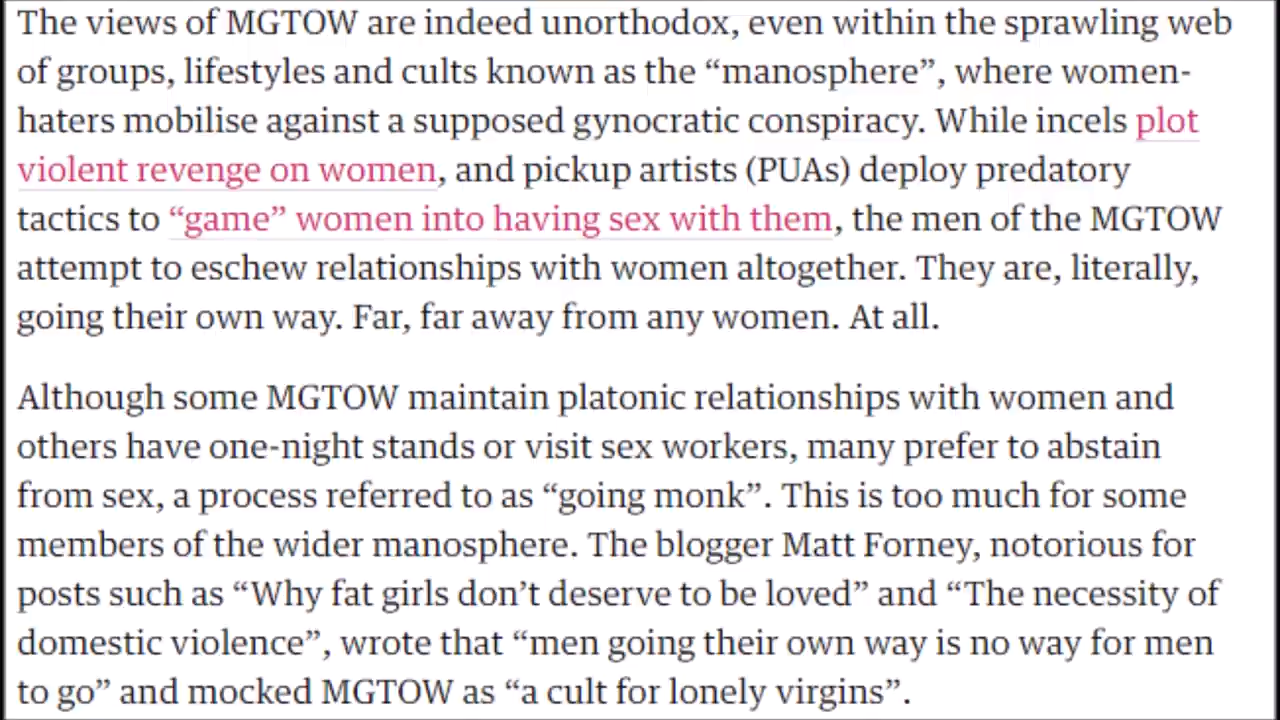 The views of MGTOW are indeed unorthodox, even within the sprawling web
of groups, lifestyles and cults known as the “manosphere”, where women-
haters mobilise against a supposed gynocratic conspiracy. While incels plot
violent revenge on women, and pickup artists (PUAs) deploy predatory
tactics to “game” women into having sex with them, the men of the MGTOW
attempt to eschew relationships with women altogether. They are, literally,
going their own way. Far, far away from any women. At all.
Although some MGTOW maintain platonic relationships with women and
others have one-night stands or visit sex workers, many prefer to abstain
from sex, a process referred to as “going monk”. This is too much for some
members of the wider manosphere. The blogger Matt Forney, notorious for
posts such as “Why fat girls don’t deserve to be loved” and “The necessity of
domestic violence”, wrote that “men going their own way is no way for men
to go” and mocked MGTOW as “a cult for lonely virgins”.